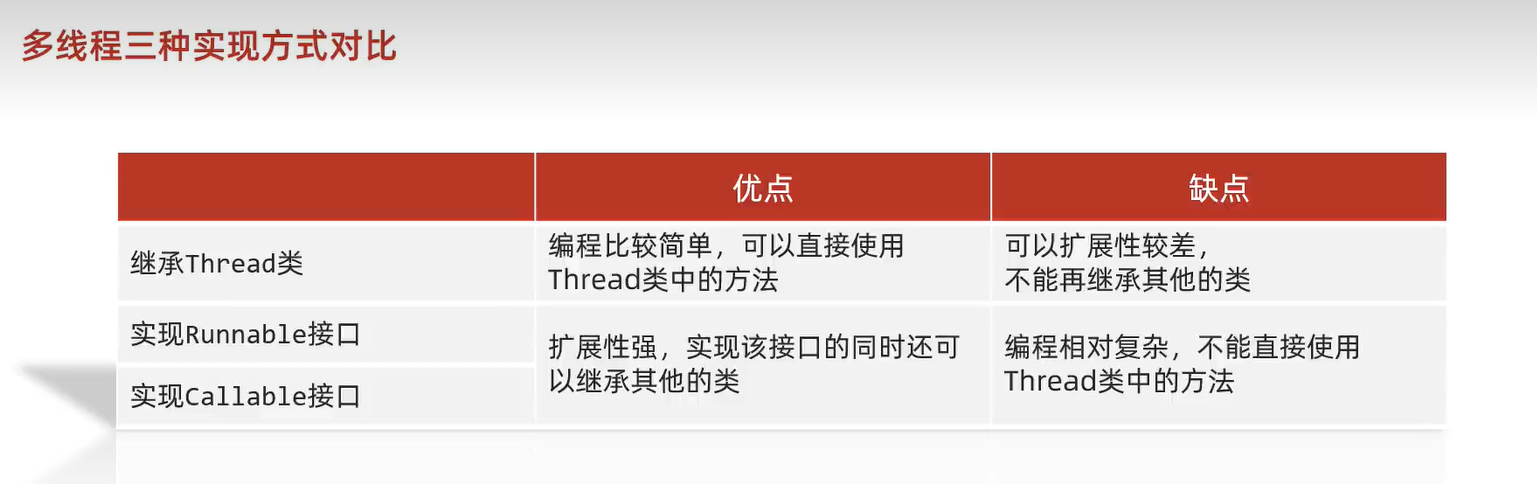 多线程三种实现方式对比
优点
缺点
继承Thread类
编程比较简单，可以直接使用
Thread类中的方法
可以扩展性较差，
不能再继承其他的类
实现Runnable接口
实现Callable接口
扩展性强，实现该接口的同时还可
以继承其他的类
编程相对复杂，不能直接使用
Thread类中的方法